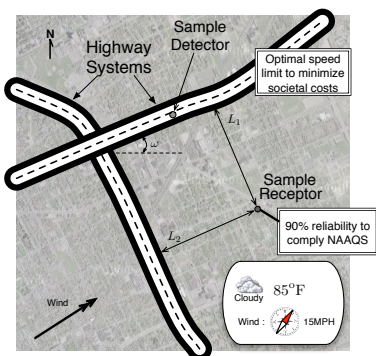 N
Highway
Systems
Sample
Detector
Optimal speed
limit to minimize
societal costs
L₁
ω
Sample
Receptor
L₂
90% reliability to
comply NAAQS
Wind
Cloudy
85°F
Wind :
15MPH